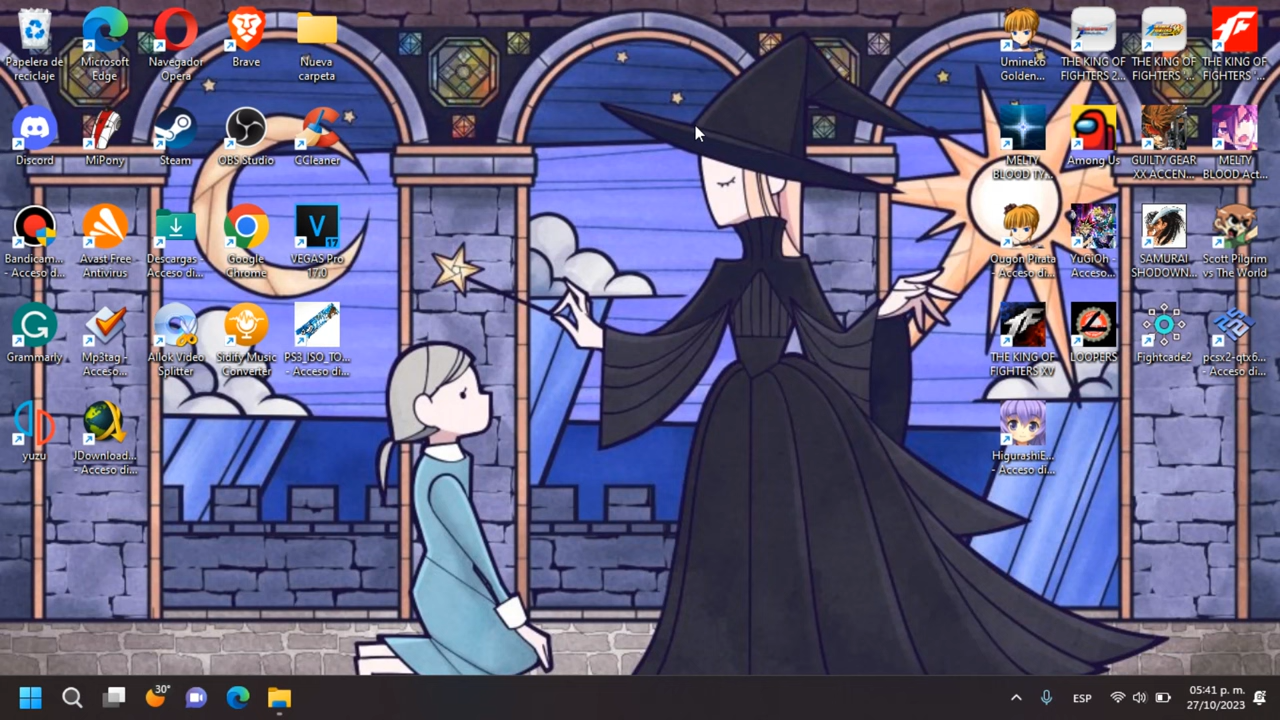 Papelera de
reciclaje
Microsoft
Edge
Navegador
Opera
Brave
Nueva
carpeta
Discord
MiPony
Steam
OBS Studio
CCleaner
Bandicam...
- Acceso d...
Avast Free
Antivirus
Descargas -
Acceso di...
Google
Chrome
VEGAS Pro
17.0
17
Grammarly
Mp3tag -
Acceso...
Allok Video
Splitter
Sidify Music
Converter
PS3_ISO_TO...
- Acceso di...
yuzu
JDownload...
- Acceso di...
Umineko
Golden...
THE KING OF
FIGHTERS 2...
THE KING OF
FIGHTERS '...
THE KING OF
FIGHTERS '...
MELTY
BLOOD TY...
Among Us
GUILTY GEAR
XX ACCEN...
MELTY
BLOOD Act...
Ougon Pirata
- Acceso di...
YuGiOh -
Acceso...
SAMURAI
SHODOWN...
Scott Pilgrim
vs The World
THE KING OF
FIGHTERS XV
LOOPERS
Fightcade2
pcsx2-qtx6...
- Acceso di...
HigurashiE...
- Acceso di...
30°
ESP
05:41 p. m.
27/10/2023